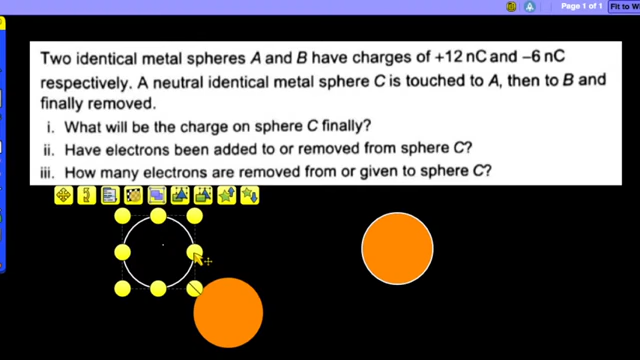 Page 1 of 1
Fit to Wi
Two identical metal spheres A and B have charges of +12 nC and –6 nC
respectively. A neutral identical metal sphere C is touched to A, then to B and
finally removed.
i. What will be the charge on sphere C finally?
ii. Have electrons been added to or removed from sphere C?
iii. How many electrons are removed from or given to sphere C?